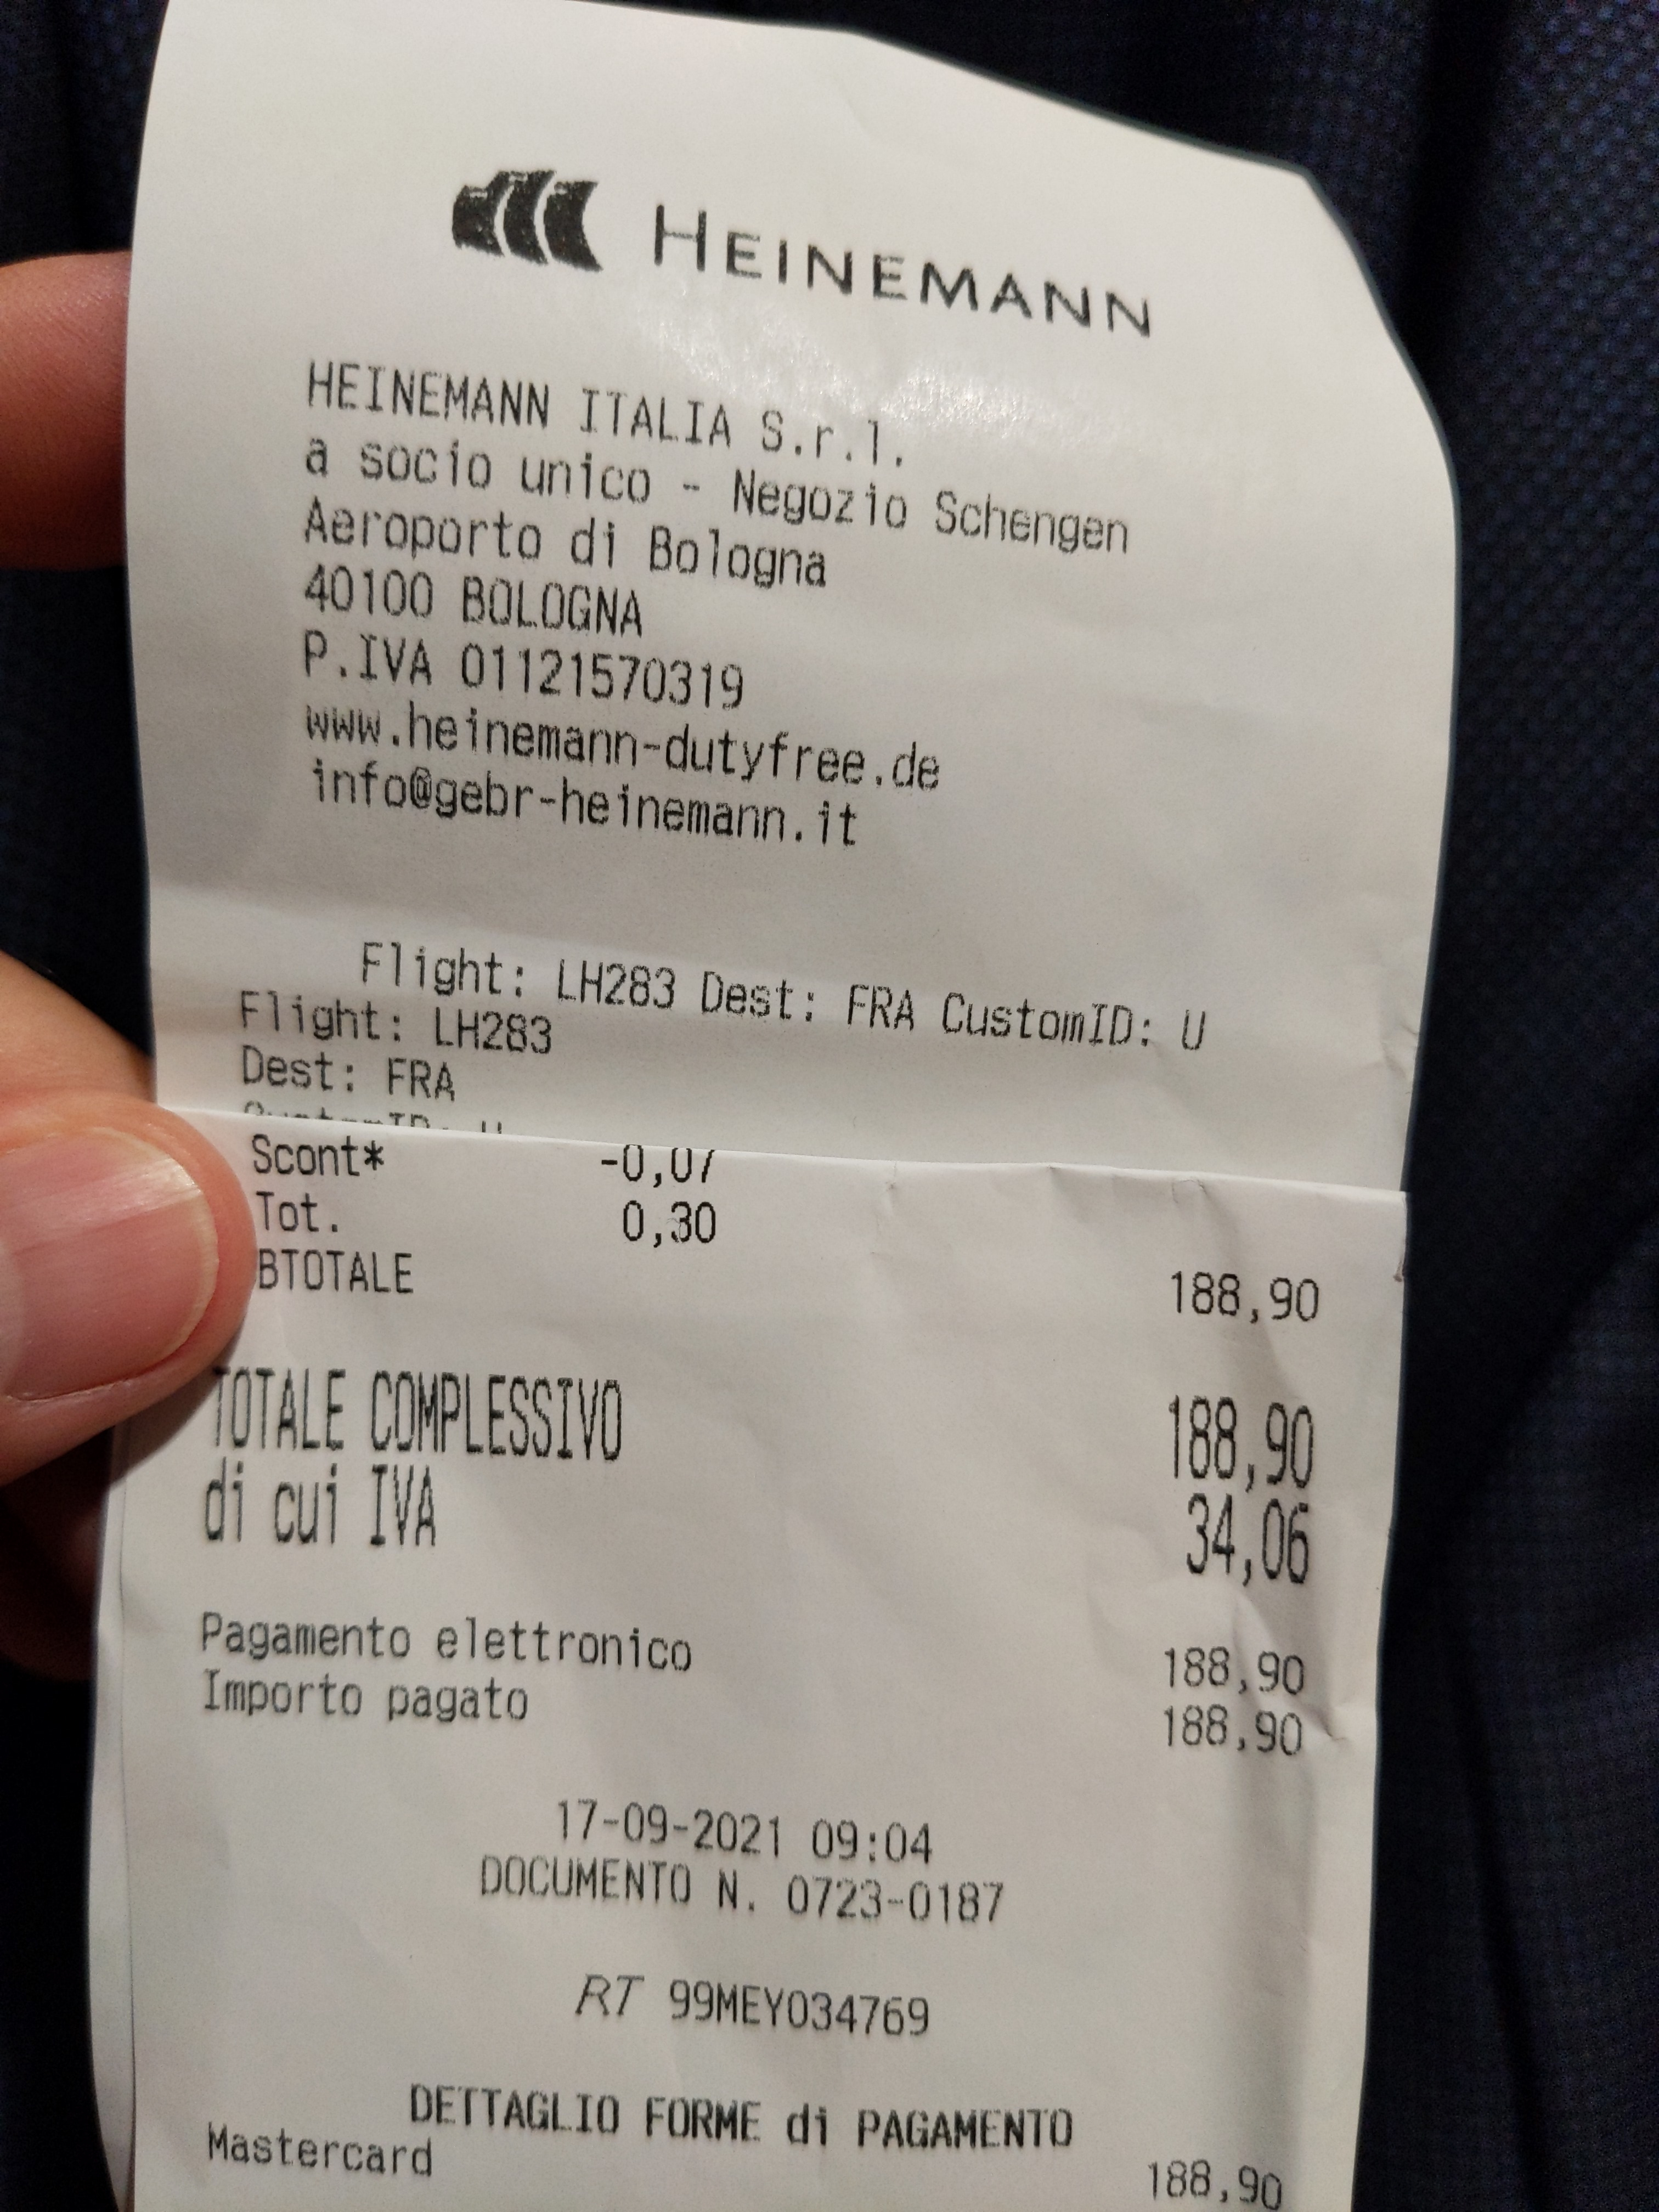 HEINEMANN
HEINEMANN ITALIA S.r.l.
a socio unico - Negozio Schengen
Aeroporto di Bologna
40100 BOLOGNA
P.IVA 01121570319
www.heinemann-dutyfree.de
info@gebr-heinemann.it
Flight: LH283 Dest: FRA CustomID: U
Flight: LH283
Dest: FRA
CustomID: U
Scont* -0,07
Tot. 0,30
BTOTALE 188,90
TOTALE COMPLESSIVO 188,90
di cui IVA 34,06
Pagamento elettronico 188,90
Importo pagato 188,90
17-09-2021 09:04
DOCUMENTO N. 0723-0187
RT 99MEY034769
DETTAGLIO FORME di PAGAMENTO
Mastercard 188,90